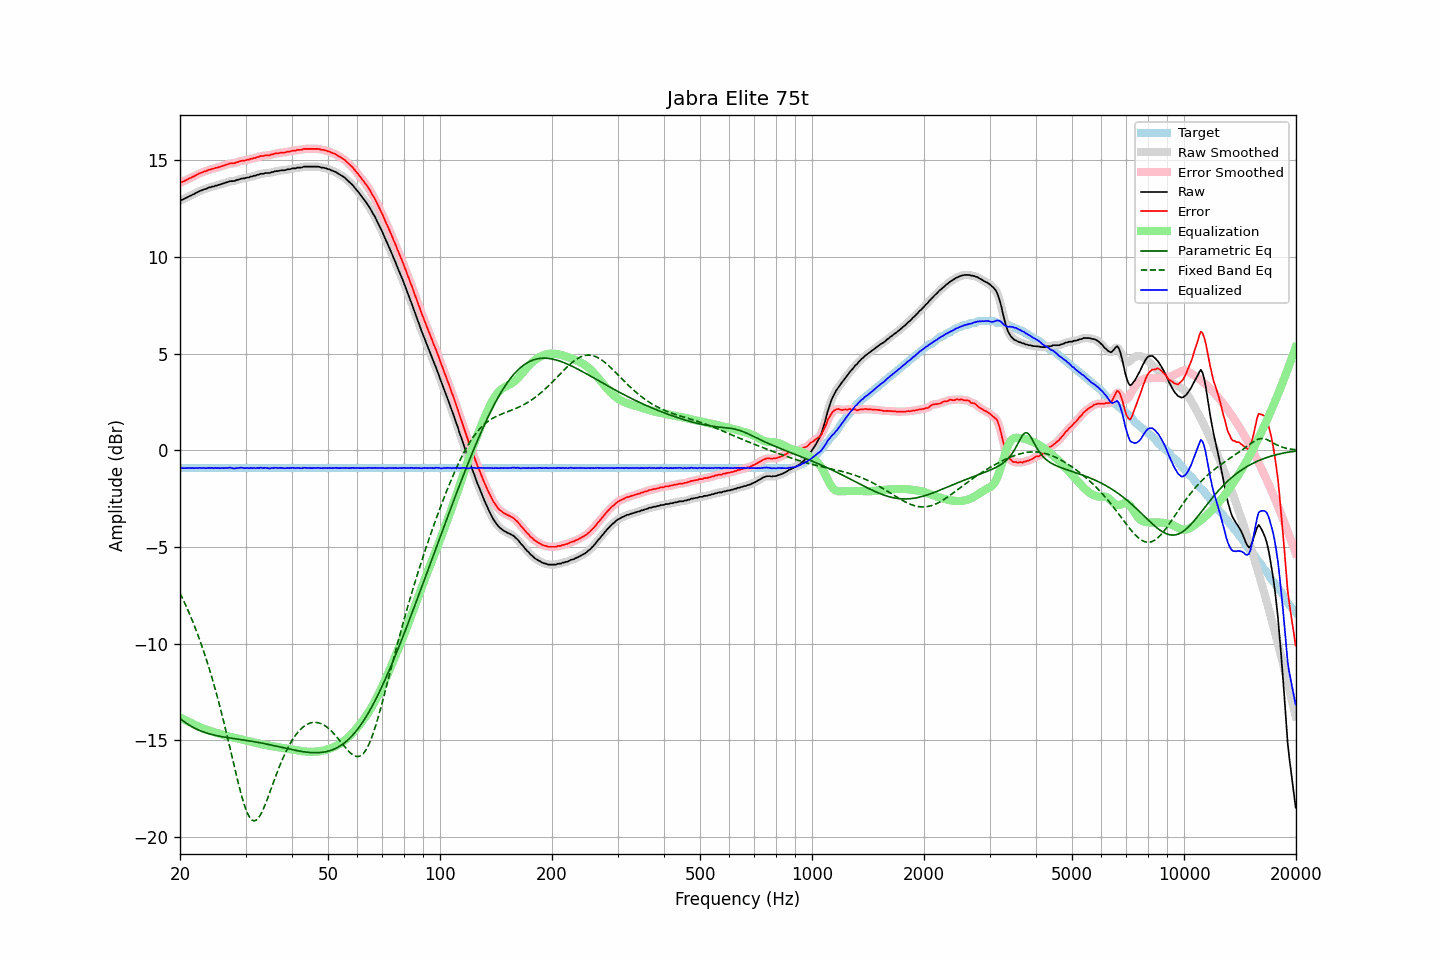 Jabra Elite 75t
Target
Raw Smoothed
Error Smoothed
Raw
Error
Equalization
Parametric Eq
Fixed Band Eq
Equalized
15
10
5
0
−5
−10
−15
−20
Amplitude (dBr)
20 50 100 200 500 1000 2000 5000 10000 20000
Frequency (Hz)